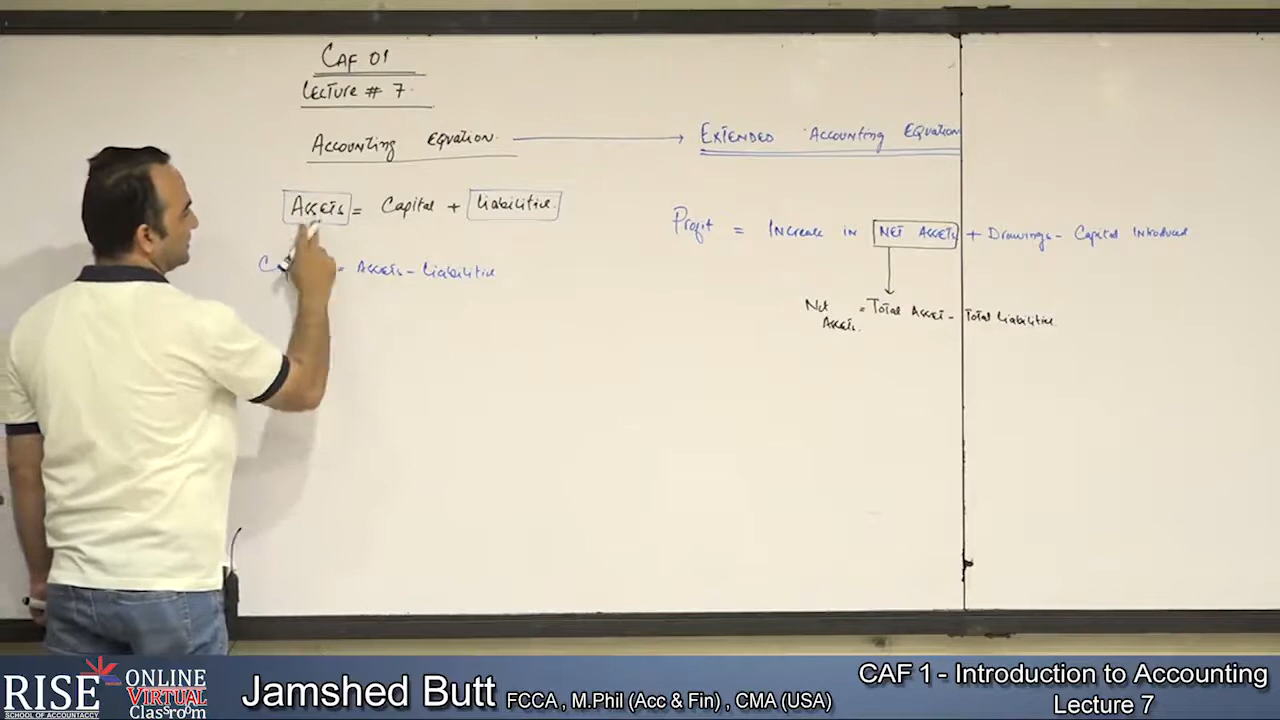 CAF 01
Lecture # 7.
Accounting Equation. → Extended Accounting Equation
Assets = Capital + Liabilities.
Profit = Increase in NET ASSETS + Drawings - Capital Introduced
= Assets - Liabilities
Net Assets. = Total Asset - Total Liabilities.
RISE
SCHOOL OF ACCOUNTACCY
ONLINE
VIRTUAL
Classroom
Jamshed Butt FCCA , M.Phil (Acc & Fin) , CMA (USA)
CAF 1 - Introduction to Accounting
Lecture 7